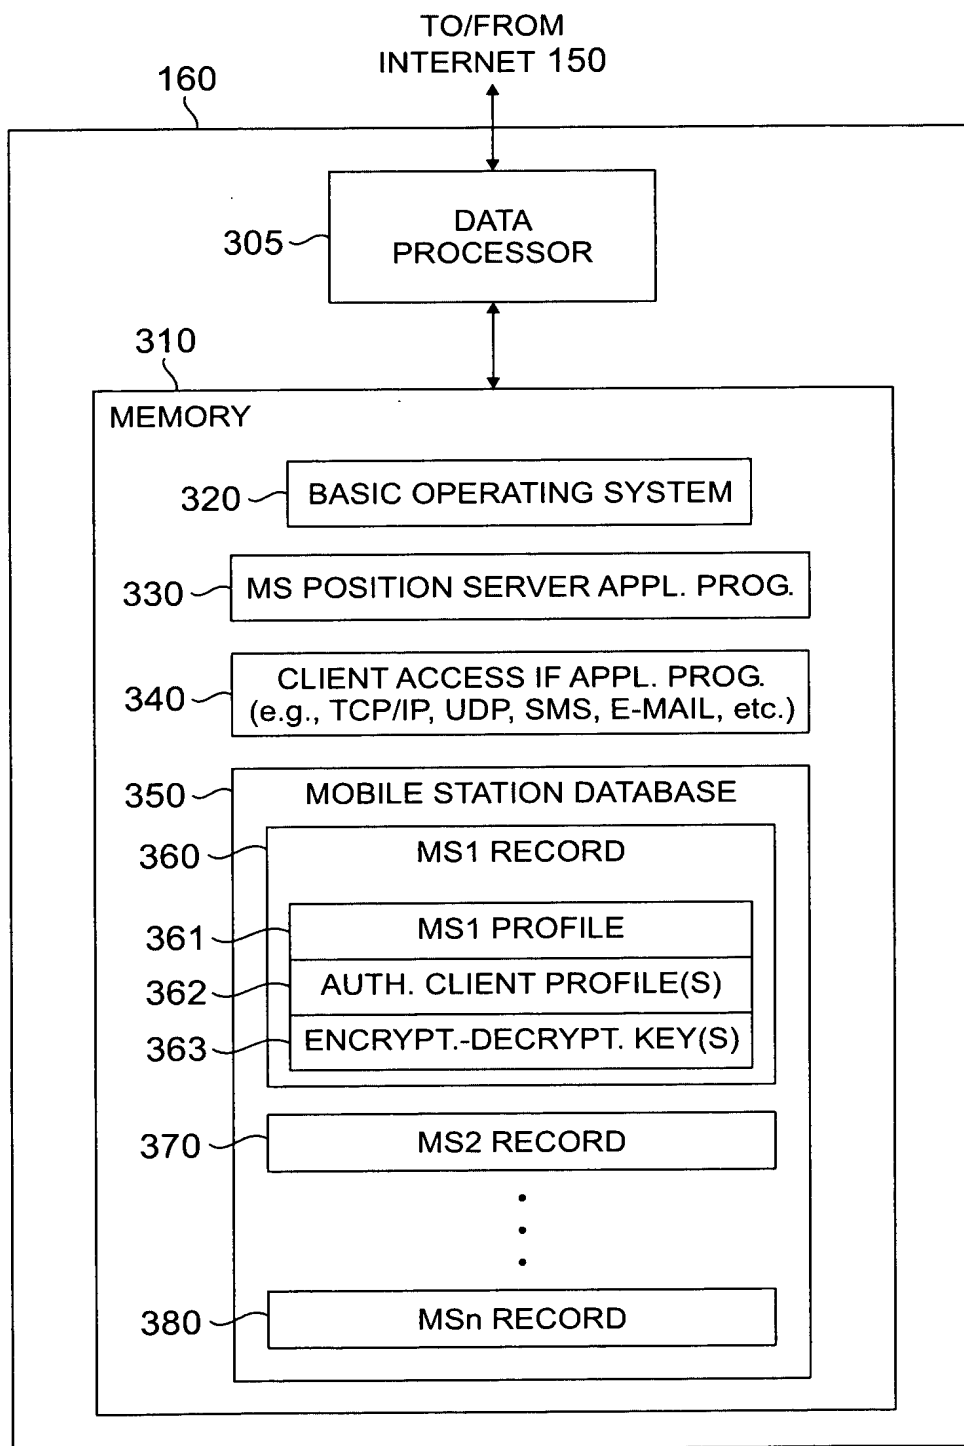 TO/FROM
INTERNET 150
160
DATA
PROCESSOR
305
310
MEMORY
320
BASIC OPERATING SYSTEM
330
MS POSITION SERVER APPL. PROG.
340
CLIENT ACCESS IF APPL. PROG.
(e.g., TCP/IP, UDP, SMS, E-MAIL, etc.)
350
MOBILE STATION DATABASE
360
MS1 RECORD
361
MS1 PROFILE
362
AUTH. CLIENT PROFILE(S)
363
ENCRYPT.-DECRYPT. KEY(S)
370
MS2 RECORD
380
MSn RECORD